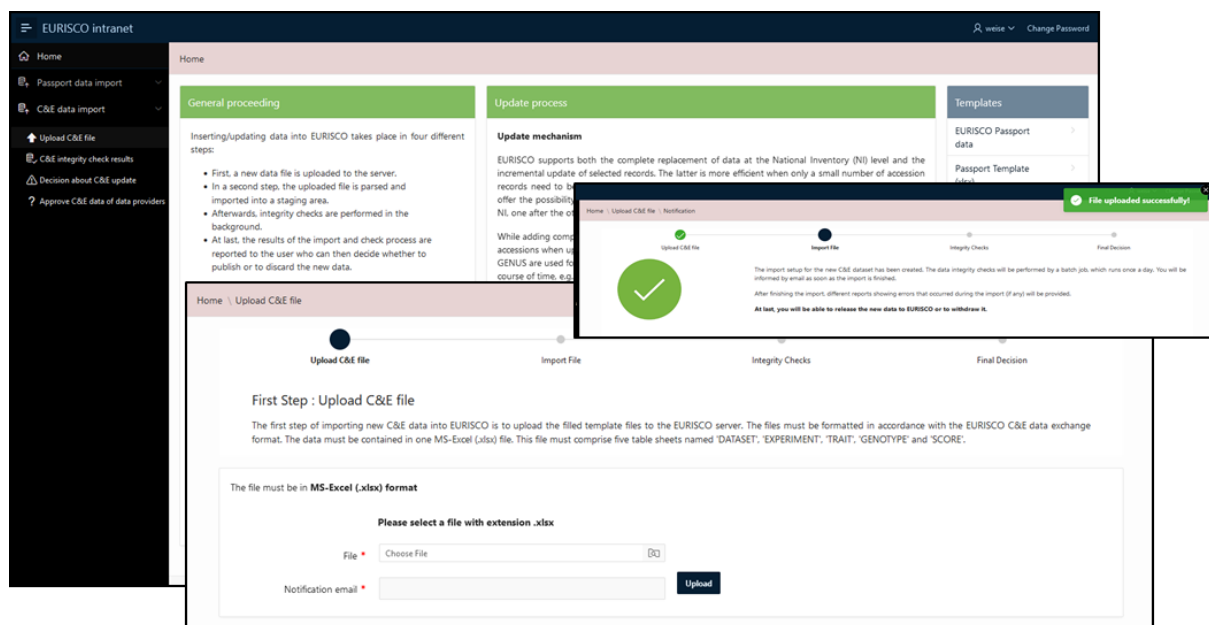 EURISCO intranet
weise
Change Password
Home
Passport data import
C&E data import
Upload C&E file
C&E integrity check results
Decision about C&E update
Approve C&E data of data providers
Home
General proceeding
Inserting/updating data into EURISCO takes place in four different
steps:
• First, a new data file is uploaded to the server.
• In a second step, the uploaded file is parsed and
imported into a staging area.
• Afterwards, integrity checks are performed in the
background.
• At last, the results of the import and check process are
reported to the user who can then decide whether to
publish or to discard the new data.
Update process
Update mechanism
EURISCO supports both the complete replacement of data at the National Inventory (NI) level and the
incremental update of selected records. The latter is more efficient when only a small number of accession
records need to b
offer the possibility
NI, one after the ot
While adding comp
accessions when up
GENUS are used fo
course of time, e.g.
Templates
EURISCO Passport
data
Passport Template
(xlsx)
File uploaded successfully!
Home \ Upload C&E file \ Notification
Upload C&E file
Import File
Integrity Checks
Final Decision
The import setup for the new C&E dataset has been created. The data integrity checks will be performed by a batch job, which runs once a day. You will be
informed by email as soon as the import is finished.
After finishing the import, different reports showing errors that occurred during the import (if any) will be provided.
At last, you will be able to release the new data to EURISCO or to withdraw it.
Home \ Upload C&E file
Upload C&E file
Import File
Integrity Checks
Final Decision
First Step : Upload C&E file
The first step of importing new C&E data into EURISCO is to upload the filled template files to the EURISCO server. The files must be formatted in accordance with the EURISCO C&E data exchange
format. The data must be contained in one MS-Excel (.xlsx) file. This file must comprise five table sheets named 'DATASET', 'EXPERIMENT', 'TRAIT', 'GENOTYPE' and 'SCORE'.
The file must be in MS-Excel (.xlsx) format
Please select a file with extension .xlsx
File *
Choose File
Notification email *
Upload